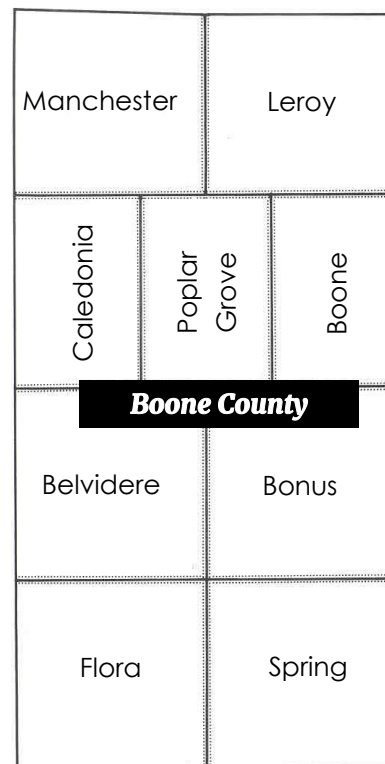 Manchester
Leroy
Caledonia
Poplar
Grove
Boone
Boone County
Belvidere
Bonus
Flora
Spring